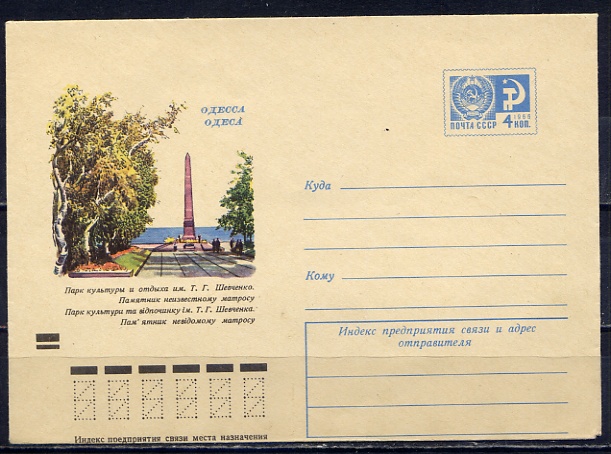 ОДЕССА
ОДЕСА
1966
ПОЧТА СССР 4 КОП.
Куда
Парк культуры и отдыха им. Т. Г. Шевченко.
Памятник неизвестному матросу
Парк культури та відпочинку ім. Т. Г. Шевченка.
Пам'ятник невідомому матросу
Кому
Индекс предприятия связи и адрес
отправителя
Индекс предприятия связи места назначения